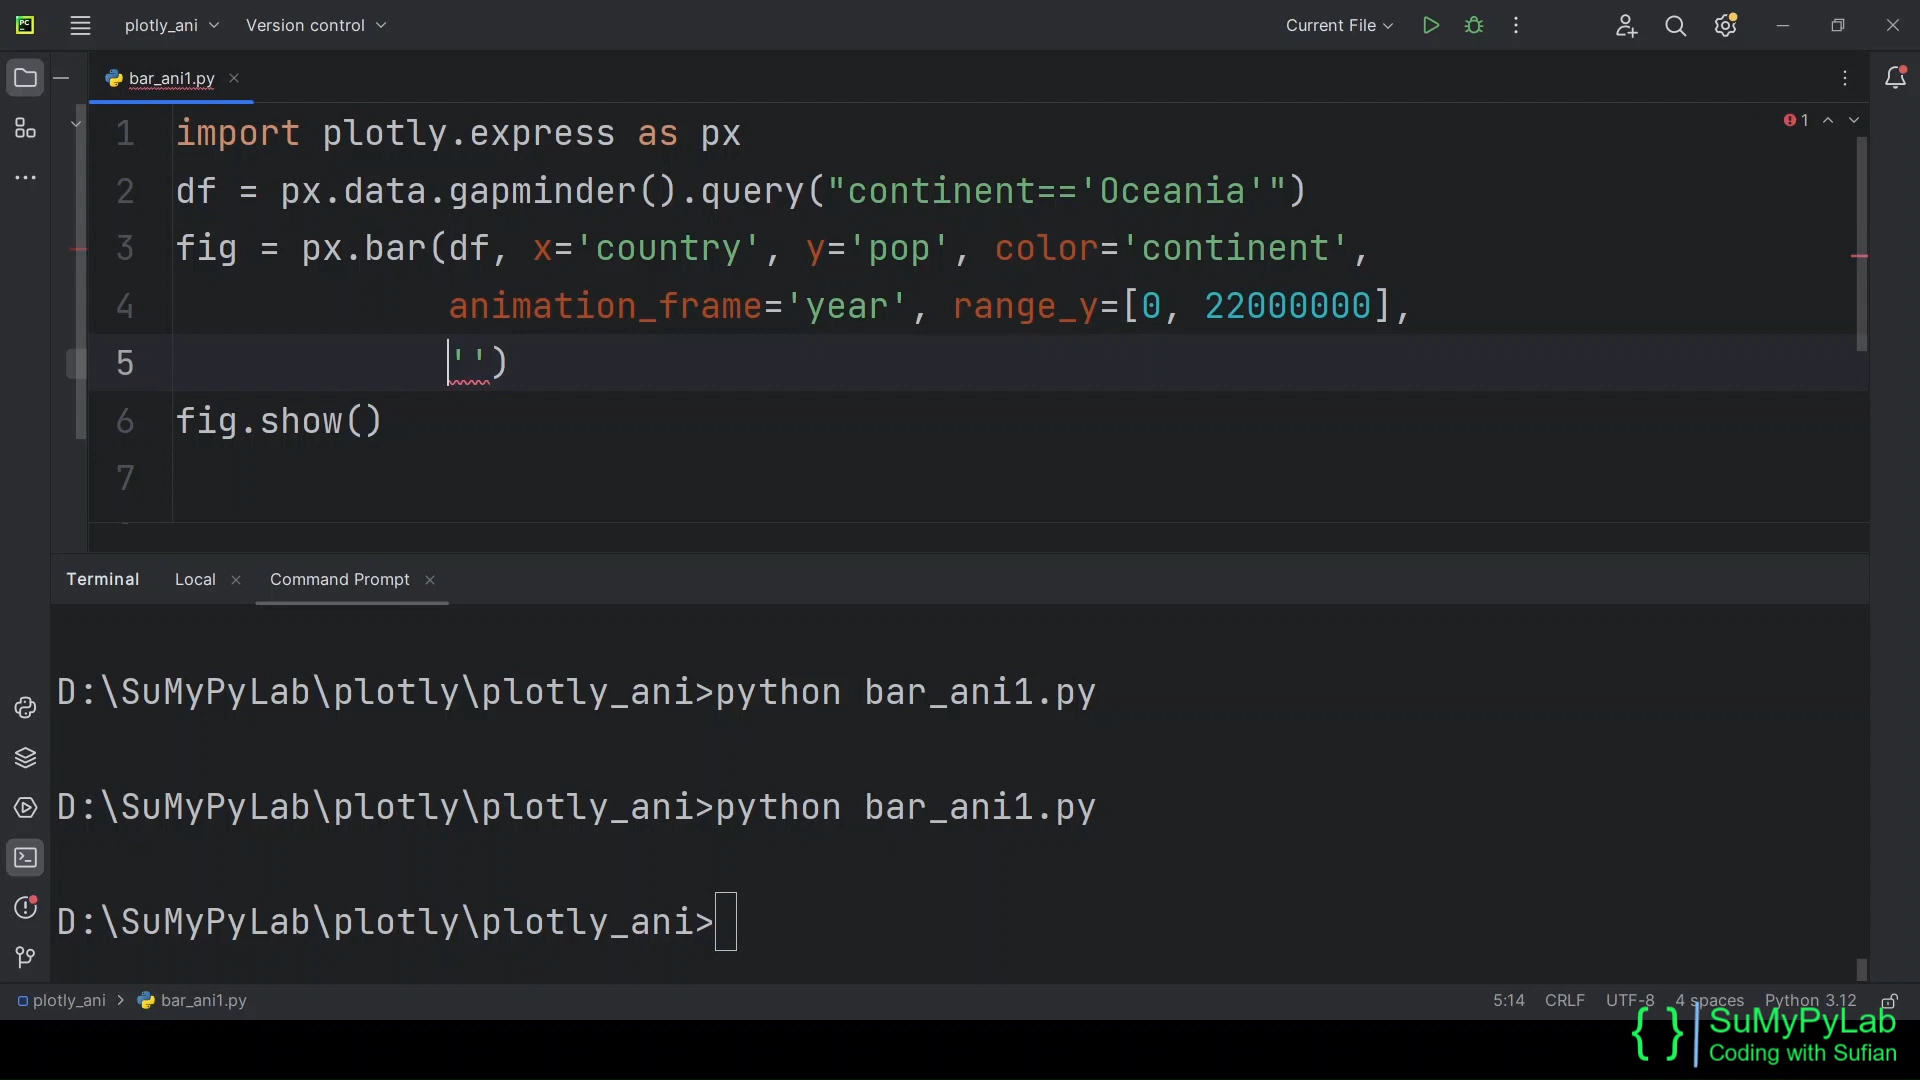 plotly_ani Version control Current File
bar_ani1.py
1 import plotly.express as px
1
2 df = px.data.gapminder().query("continent=='Oceania'")
3 fig = px.bar(df, x='country', y='pop', color='continent',
4 animation_frame='year', range_y=[0, 22000000],
5 '')
6 fig.show()
7
Terminal Local Command Prompt
D:\SuMyPyLab\plotly\plotly_ani>python bar_ani1.py
D:\SuMyPyLab\plotly\plotly_ani>python bar_ani1.py
D:\SuMyPyLab\plotly\plotly_ani>
plotly_ani > bar_ani1.py 5:14 CRLF UTF-8 4 spaces Python 3.12
{ } SuMyPyLab
Coding with Sufian